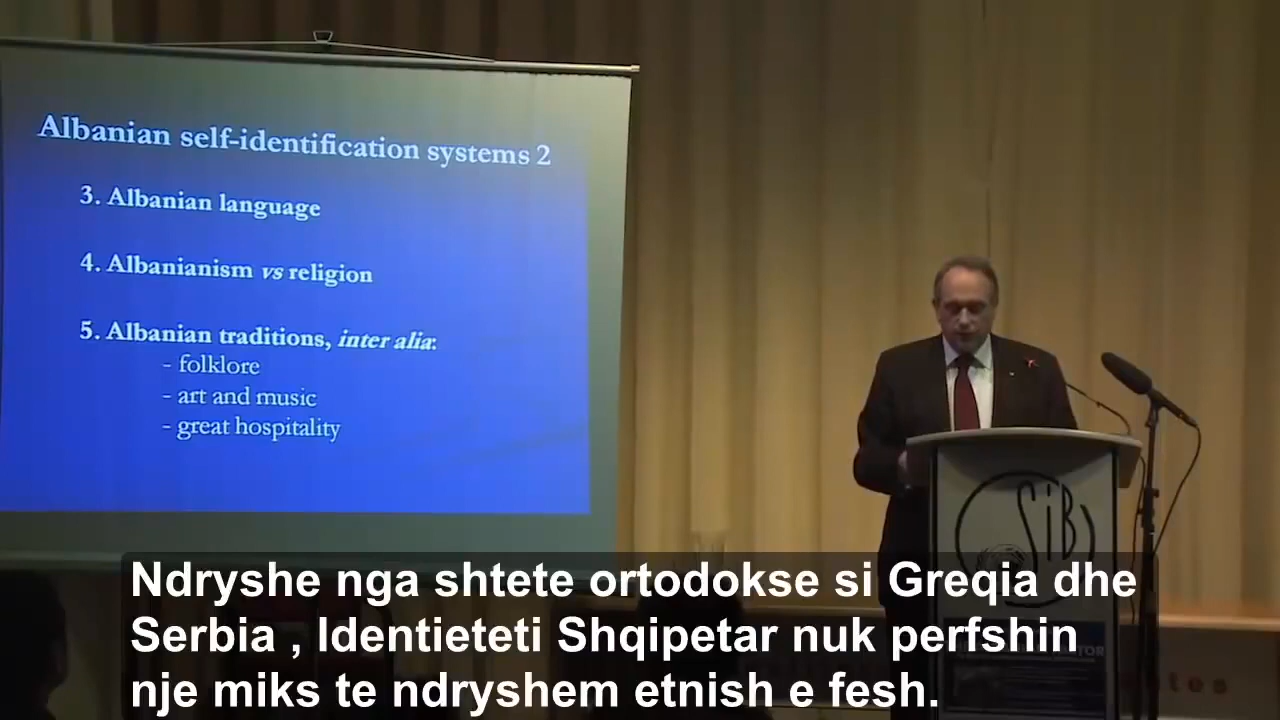 Albanian self-identification systems 2
3. Albanian language
4. Albanianism vs religion
5. Albanian traditions, inter alia:
- folklore
- art and music
- great hospitality
SiB
Ndryshe nga shtete ortodokse si Greqia dhe
Serbia , Identieteti Shqipetar nuk perfshin
nje miks te ndryshem etnish e fesh.